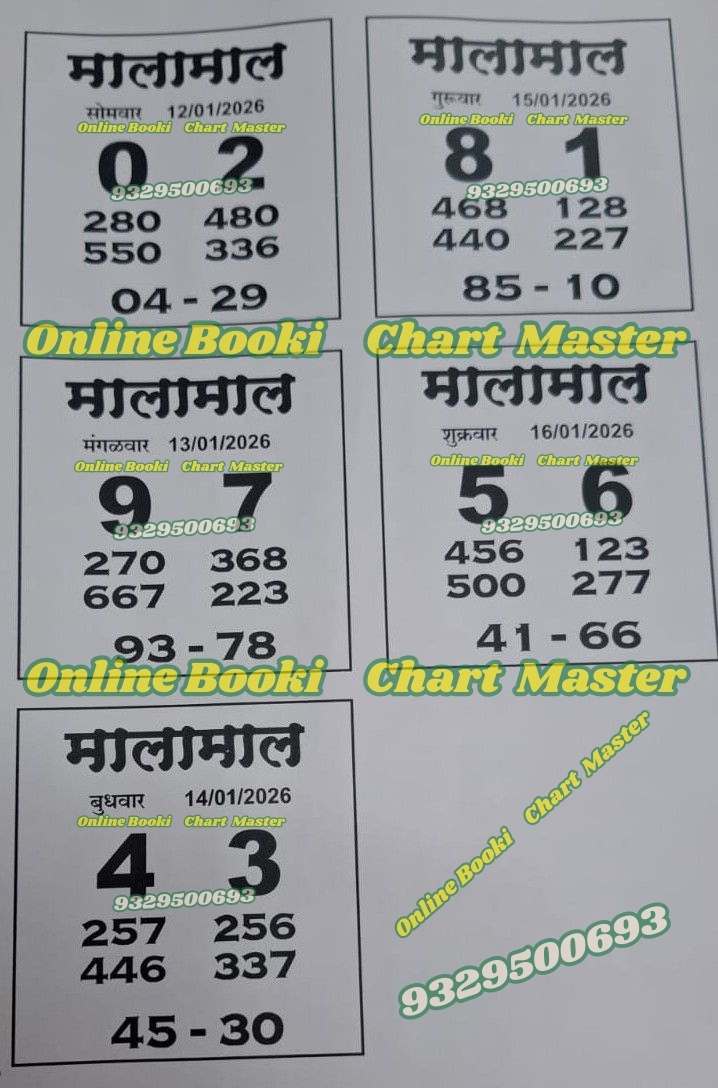 मालामाल
सोमवार 12/01/2026
Online Booki Chart Master
0 2
9329500693
280 480
550 336
04 - 29
मालामाल
गुरूवार 15/01/2026
Online Booki Chart Master
8 1
9329500693
468 128
440 227
85 - 10
Online Booki Chart Master
मालामाल
मंगळवार 13/01/2026
Online Booki Chart Master
9 7
9329500693
270 368
667 223
93 - 78
मालामाल
शुक्रवार 16/01/2026
Online Booki Chart Master
5 6
9329500693
456 123
500 277
41 - 66
Online Booki Chart Master
मालामाल
बुधवार 14/01/2026
Online Booki Chart Master
4 3
9329500693
257 256
446 337
45 - 30
Online Booki Chart Master
9329500693